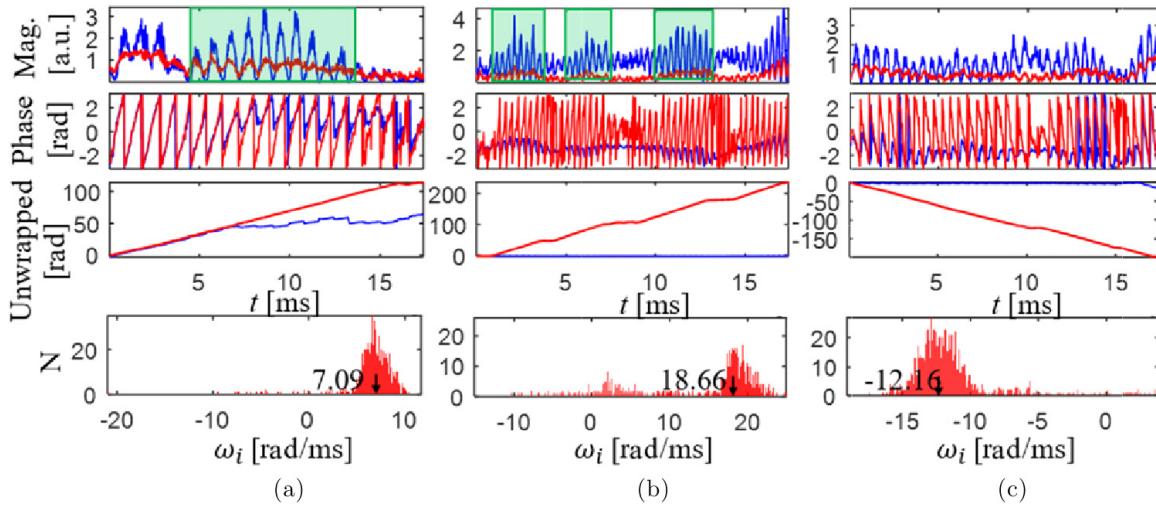 Mag.
[a.u.]
3
2
1
4
2
3
2
1
Phase
[rad]
2
0
-2
2
0
-2
2
0
-2
Unwrapped
[rad]
100
50
0
200
100
0
0
-50
-100
-150
5 10 15
5 10 15
5 10 15
t [ms]
t [ms]
t [ms]
N
20
0
7.09
20
10
0
18.66
20
10
0
-12.16
-20 -10 0 10
-10 0 10 20
-15 -10 -5 0
ωi [rad/ms]
ωi [rad/ms]
ωi [rad/ms]
(a)
(b)
(c)